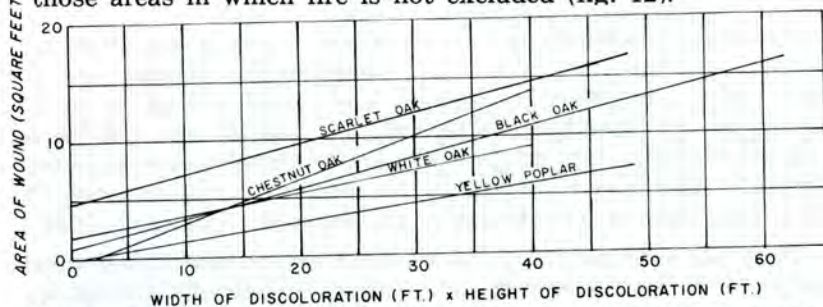 those areas in which fire is not excluded (fig. 12).
AREA OF WOUND (SQUARE FEET)
20
10
0
SCARLET OAK
CHESTNUT OAK
BLACK OAK
WHITE OAK
YELLOW POPLAR
0 10 20 30 40 50 60
WIDTH OF DISCOLORATION (FT.) x HEIGHT OF DISCOLORATION (FT.)